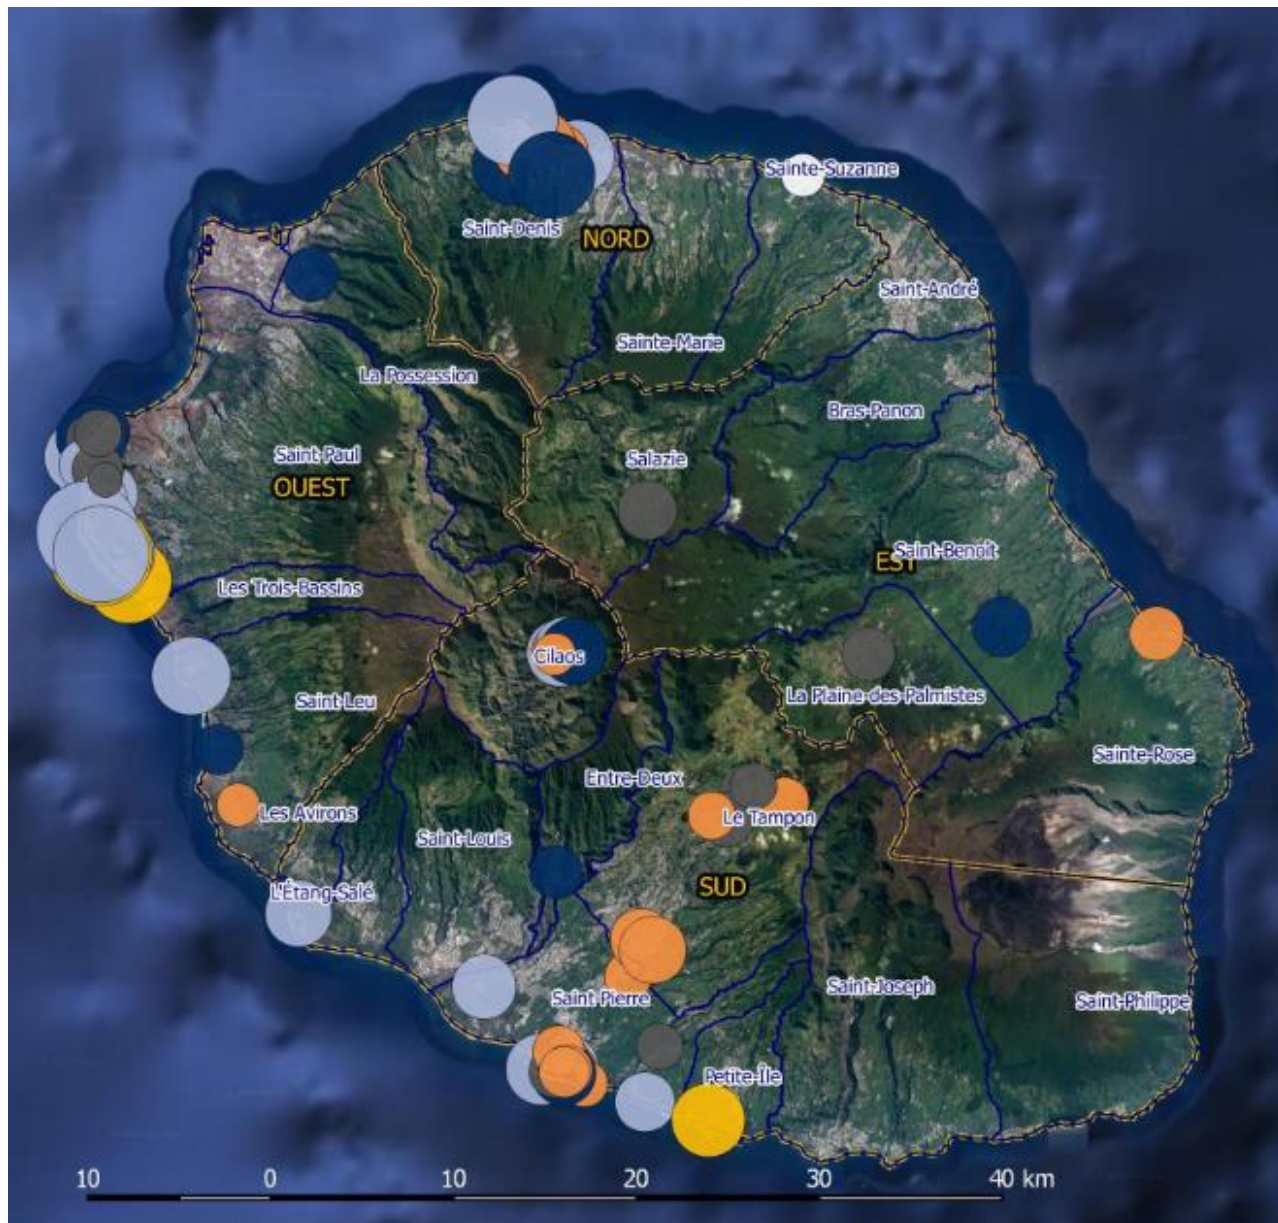 Sainte-Suzanne
Saint-Denis
NORD
Saint-André
Sainte-Marie
La Possession
Bras-Panon
Saint-Paul
Salazie
OUEST
Saint-Benoît
EST
Les Trois-Bassins
Cilaos
La Plaine-des-Palmistes
Saint-Leu
Sainte-Rose
Entre-Deux
Les Avirons
Le Tampon
Saint-Louis
SUD
L'Étang-Salé
Saint-Joseph
Saint-Pierre
Saint-Philippe
Petite-Île
10 0 10 20 30 40 km